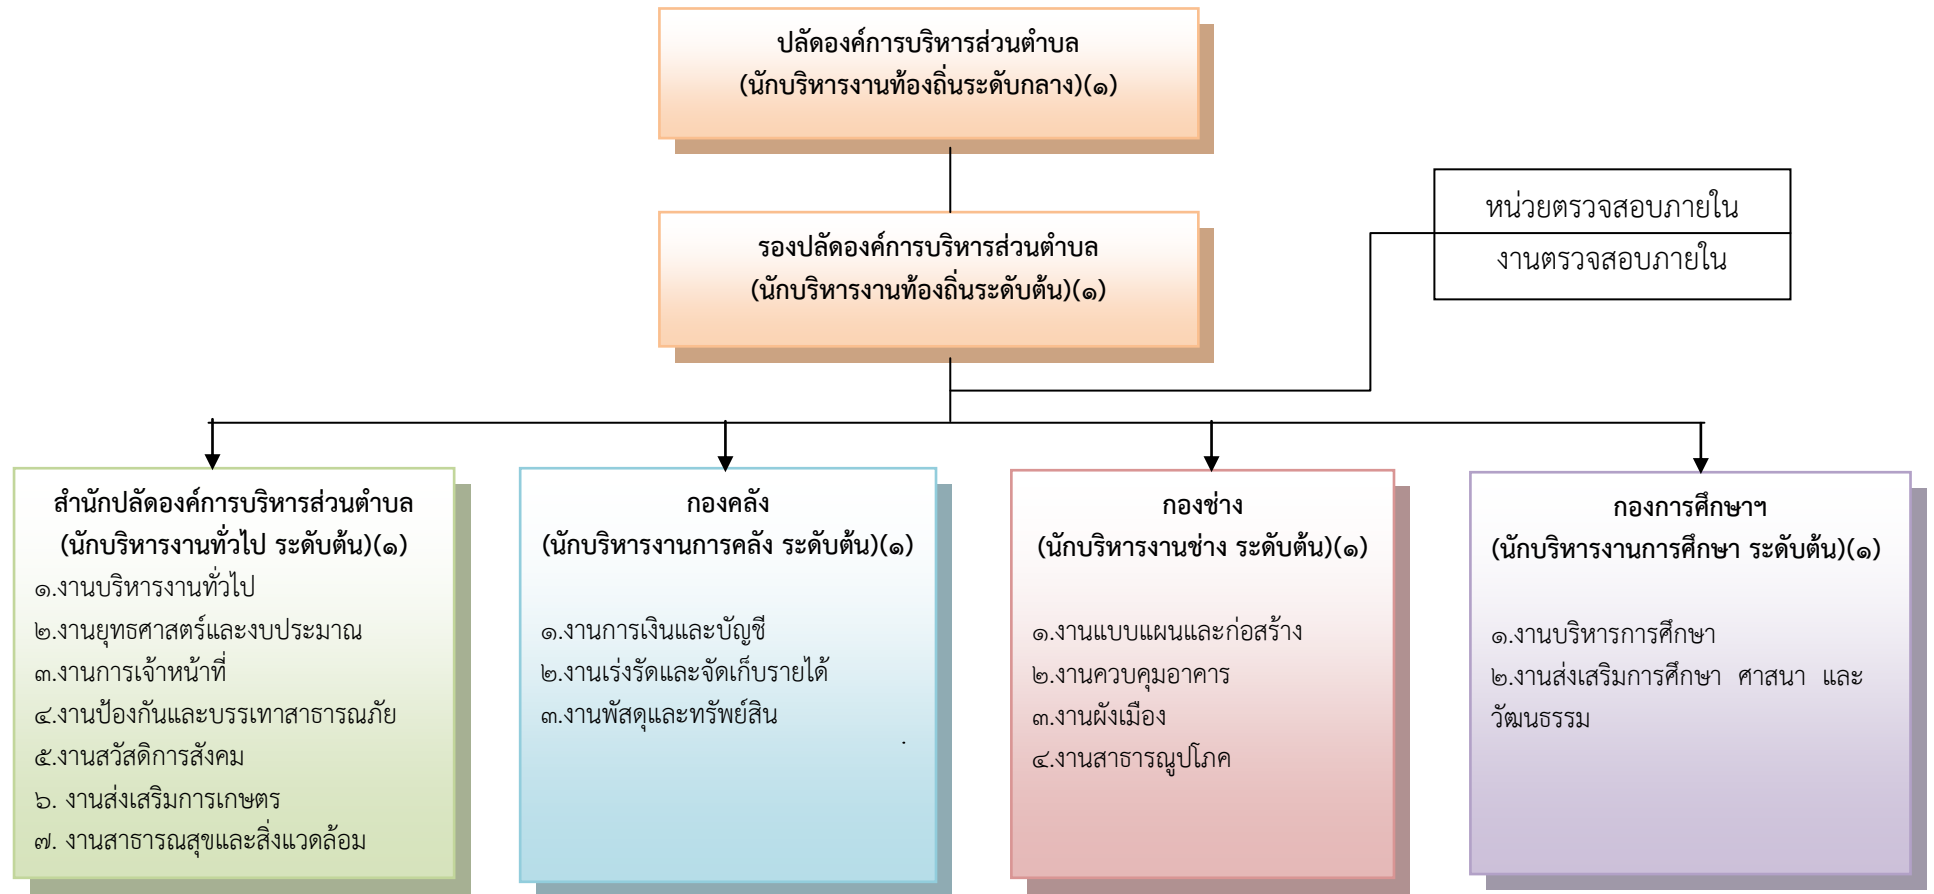 ปลัดองค์การบริหารส่วนตำบล
(นักบริหารงานท้องถิ่นระดับกลาง)(๑)
หน่วยตรวจสอบภายใน
งานตรวจสอบภายใน
รองปลัดองค์การบริหารส่วนตำบล
(นักบริหารงานท้องถิ่นระดับต้น)(๑)
สำนักปลัดองค์การบริหารส่วนตำบล
(นักบริหารงานทั่วไป ระดับต้น)(๑)
๑.งานบริหารงานทั่วไป
๒.งานยุทธศาสตร์และงบประมาณ
๓.งานการเจ้าหน้าที่
๔.งานป้องกันและบรรเทาสาธารณภัย
๕.งานสวัสดิการสังคม
๖. งานส่งเสริมการเกษตร
๗. งานสาธารณสุขและสิ่งแวดล้อม
กองคลัง
(นักบริหารงานการคลัง ระดับต้น)(๑)
๑.งานการเงินและบัญชี
๒.งานเร่งรัดและจัดเก็บรายได้
๓.งานพัสดุและทรัพย์สิน
.
กองช่าง
(นักบริหารงานช่าง ระดับต้น)(๑)
๑.งานแบบแผนและก่อสร้าง
๒.งานควบคุมอาคาร
๓.งานผังเมือง
๔.งานสาธารณูปโภค
กองการศึกษาฯ
(นักบริหารงานการศึกษา ระดับต้น)(๑)
๑.งานบริหารการศึกษา
๒.งานส่งเสริมการศึกษา ศาสนา และ
วัฒนธรรม